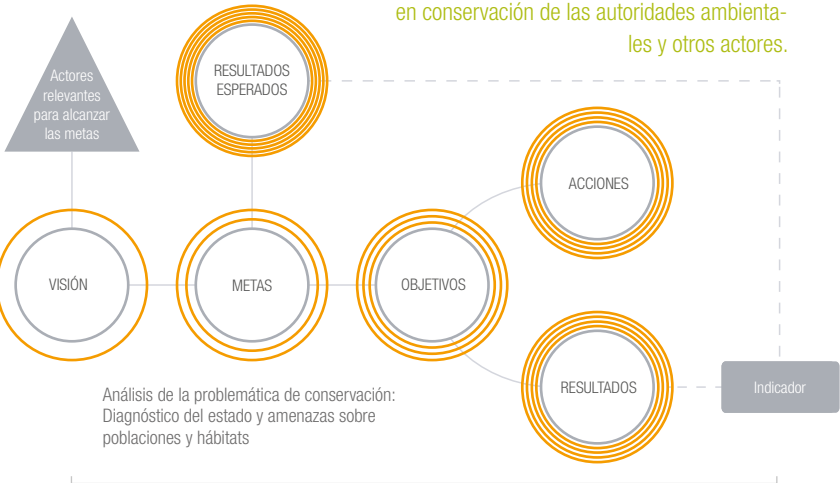 en conservación de las autoridades ambienta-
les y otros actores.
Actores
relevantes
para alcanzar
las metas
RESULTADOS
ESPERADOS
ACCIONES
VISIÓN
METAS
OBJETIVOS
RESULTADOS
Indicador
Análisis de la problemática de conservación:
Diagnóstico del estado y amenazas sobre
poblaciones y hábitats